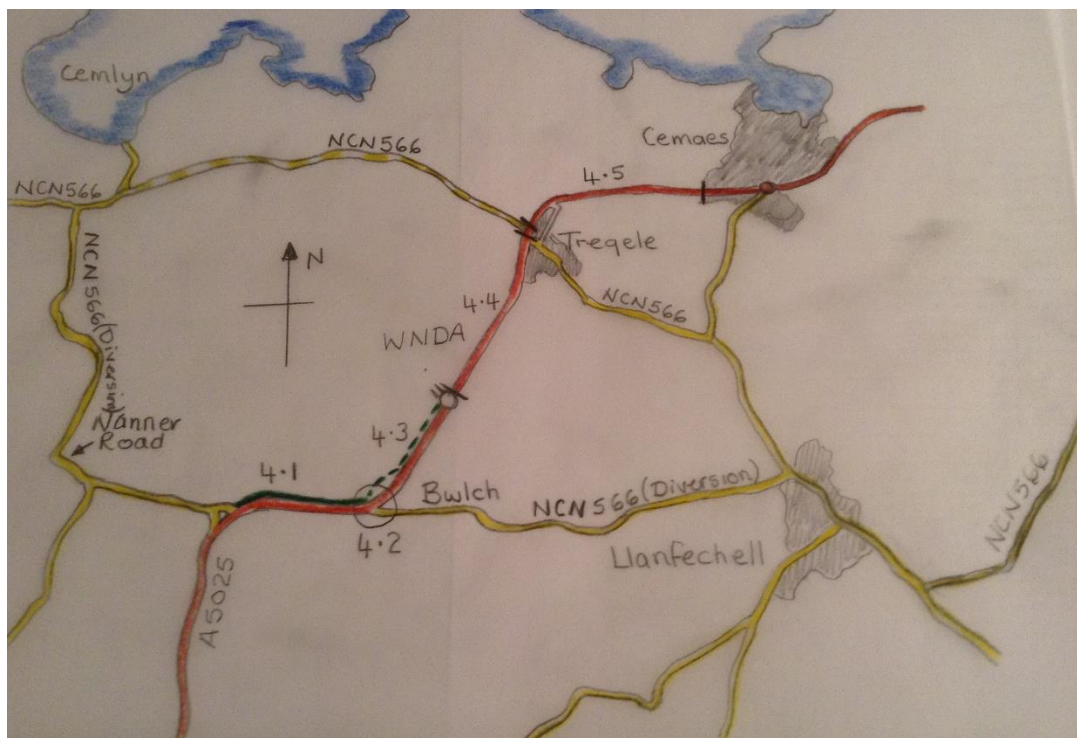 Cemlyn
NCN566
Cemaes
NCN566
4.5
Tregele
N
NCN566 (Diversion)
NCN566
4.4
WNDA
Nanner
Road
4.3
4.1
Bwlch
NCN566 (Diversion)
4.2
Llanfechell
NCN566
A5025